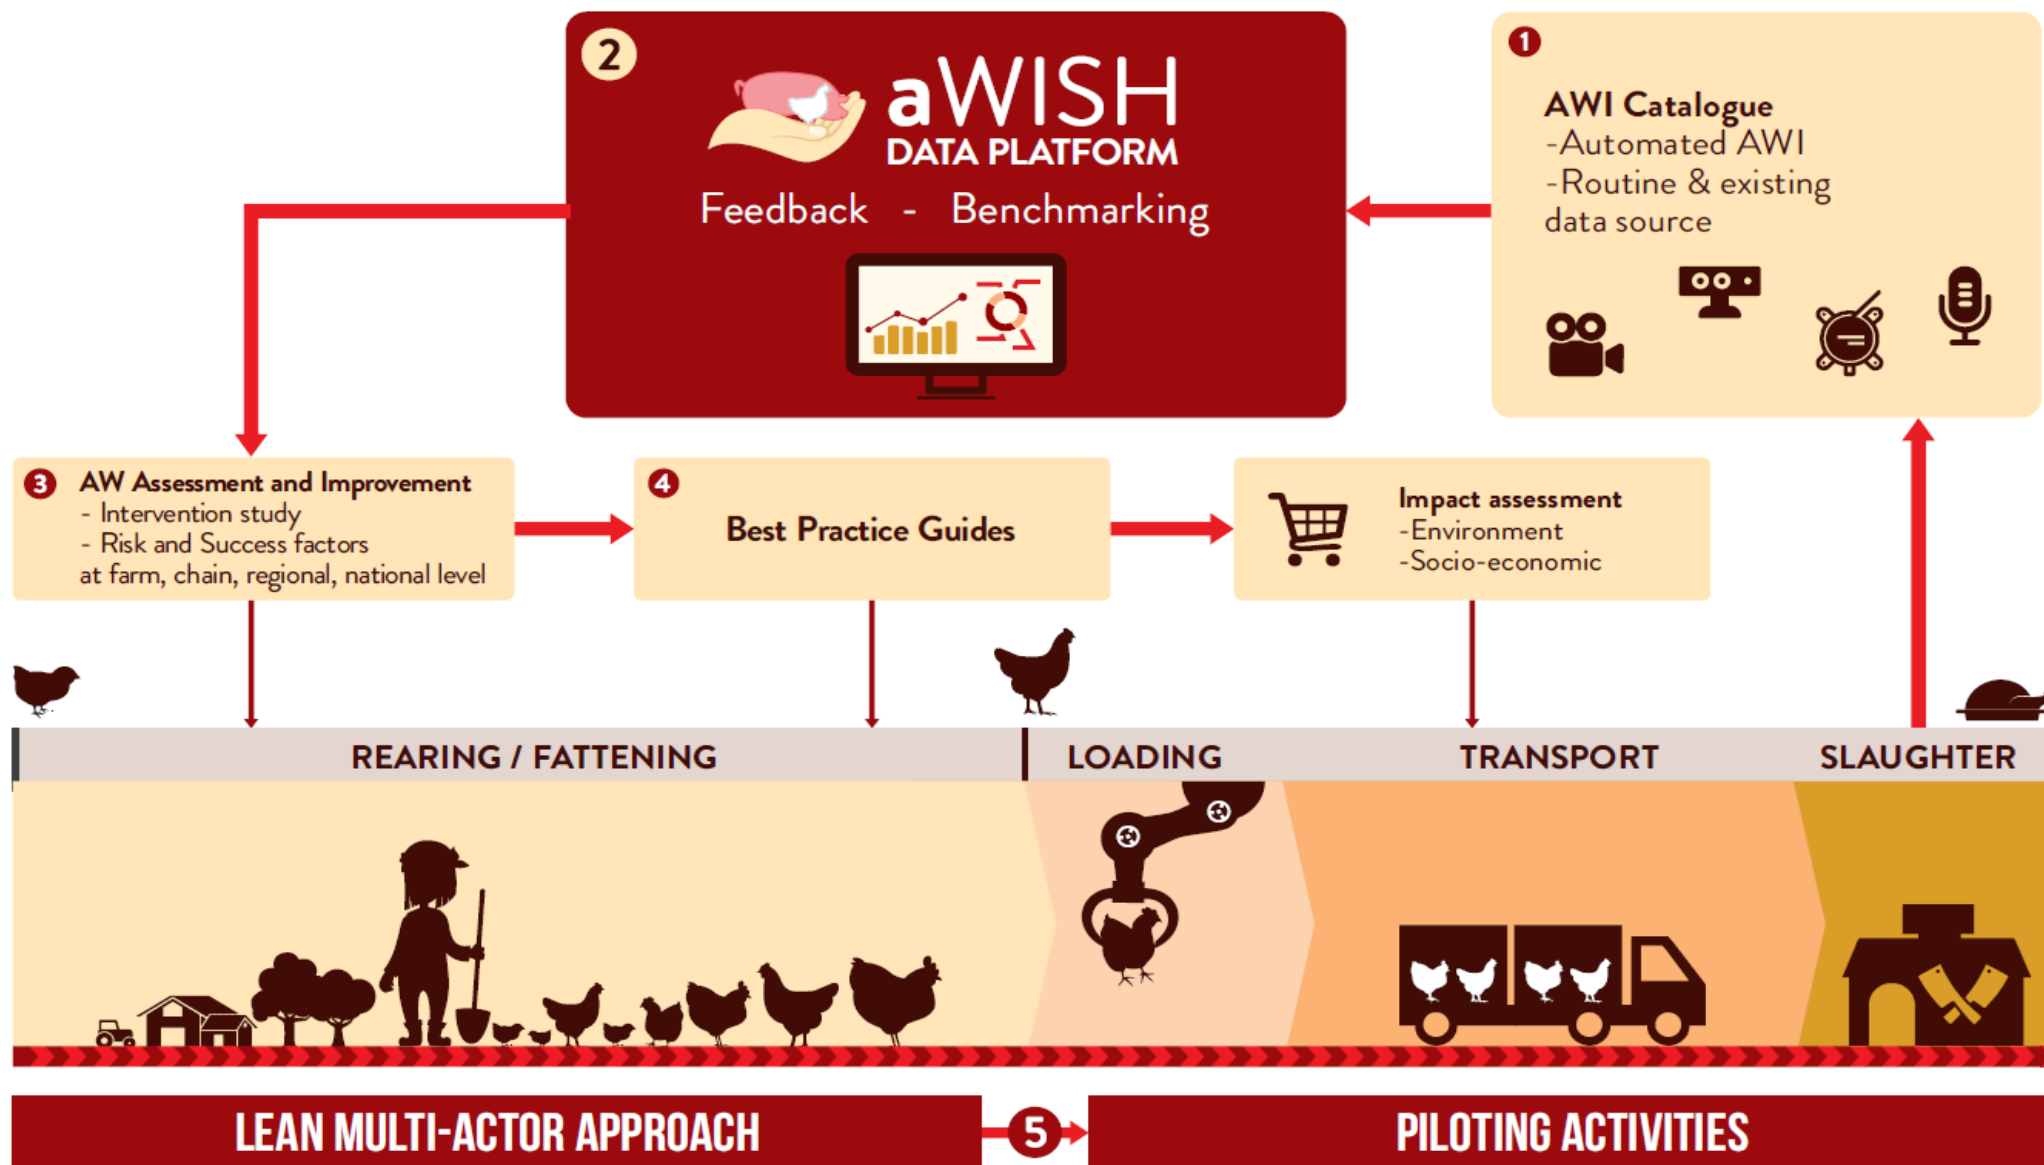 2
aWISH
DATA PLATFORM
Feedback - Benchmarking
1
AWI Catalogue
-Automated AWI
-Routine & existing
data source
3
AW Assessment and Improvement
- Intervention study
- Risk and Success factors
at farm, chain, regional, national level
4
Best Practice Guides
Impact assessment
-Environment
-Socio-economic
REARING / FATTENING
LOADING
TRANSPORT
SLAUGHTER
LEAN MULTI-ACTOR APPROACH
5
PILOTING ACTIVITIES